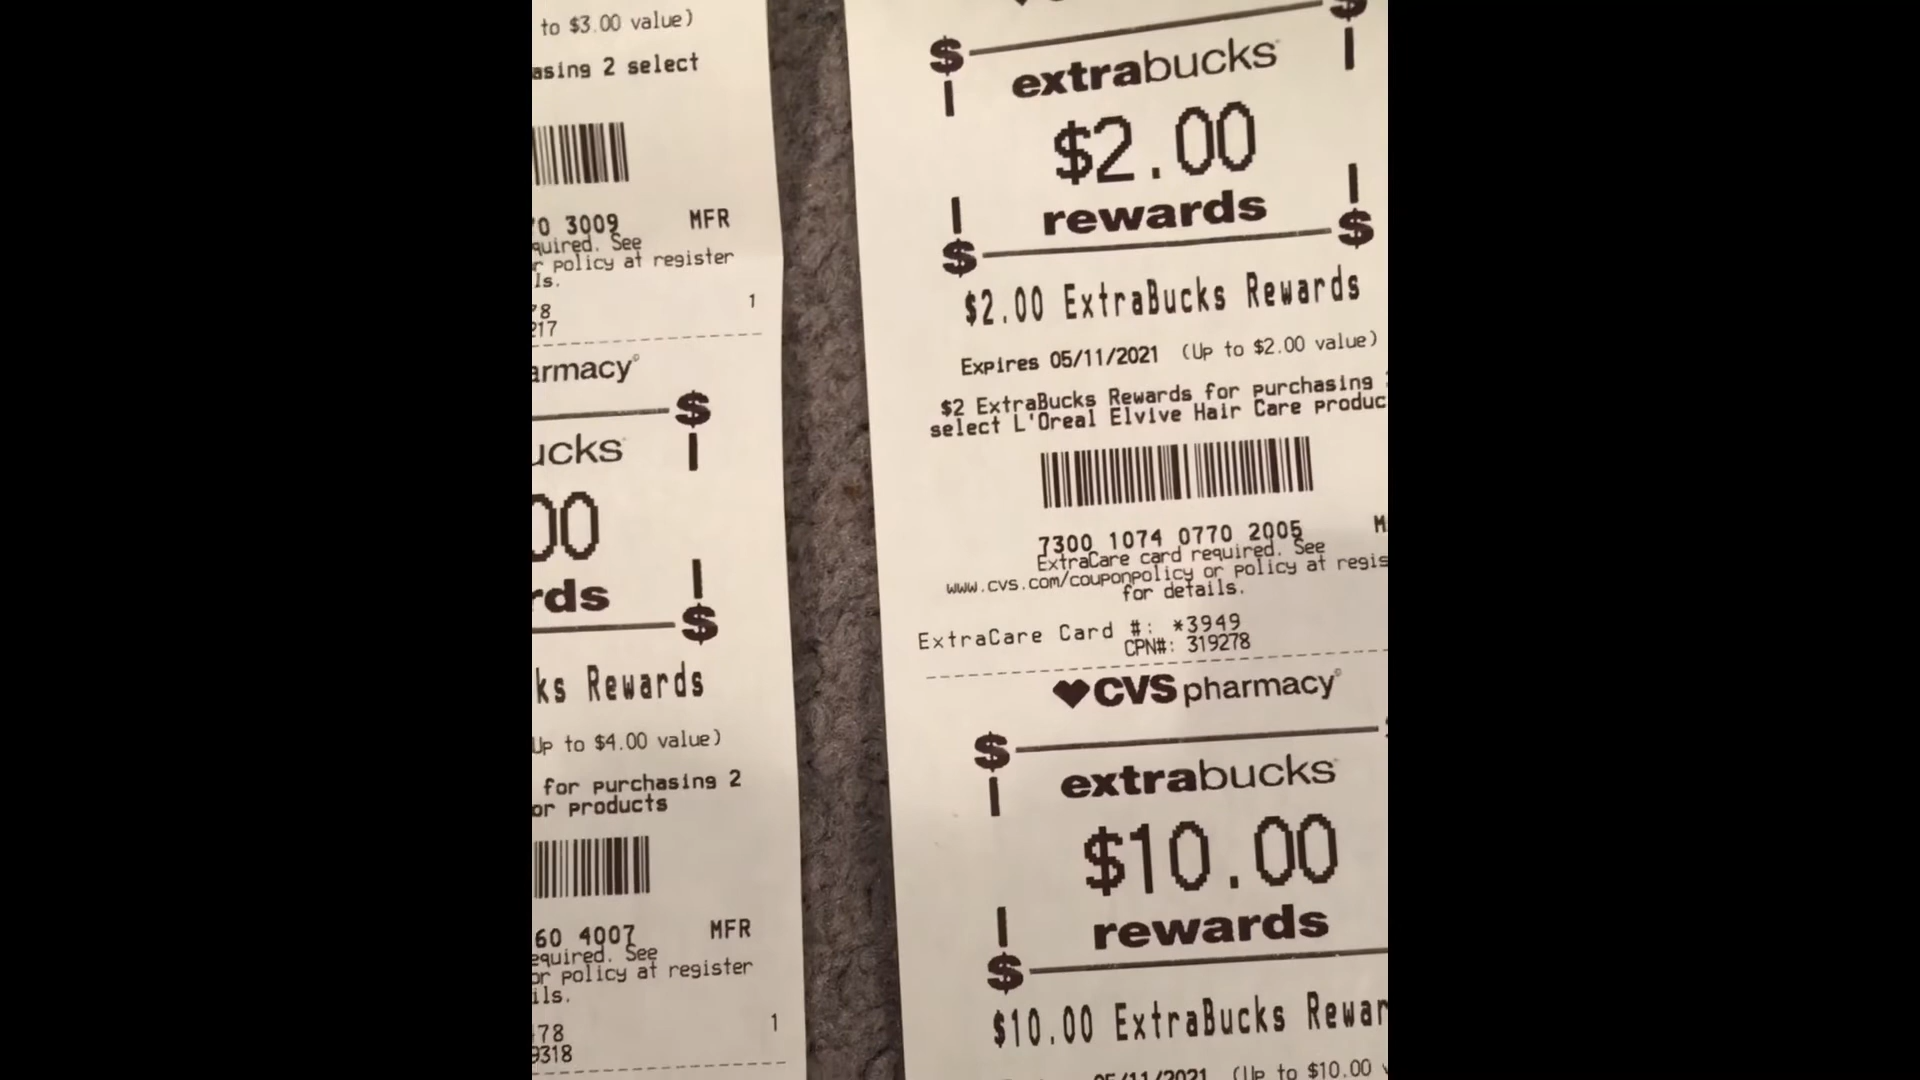 to $3.00 value)
asing 2 select
0 3009 MFR
quired. See
r policy at register
ls.
78 1
217
armacy
ucks
00
rds
ks Rewards
Up to $4.00 value)
for purchasing 2
or products
60 4007 MFR
equired. See
or policy at register
ils.
78 1
9318
extrabucks
$2.00
rewards
$2.00 ExtraBucks Rewards
Expires 05/11/2021 (Up to $2.00 value)
$2 ExtraBucks Rewards for purchasing
select L'Oreal Elvive Hair Care produc
7300 1074 0770 2005 M
ExtraCare card required. See
www.cvs.com/couponpolicy or policy at regis
for details.
ExtraCare Card #: *3949
CPN#: 319278
CVS pharmacy
extrabucks
$10.00
rewards
$10.00 ExtraBucks Rewar
05/11/2021 (Up to $10.00 v